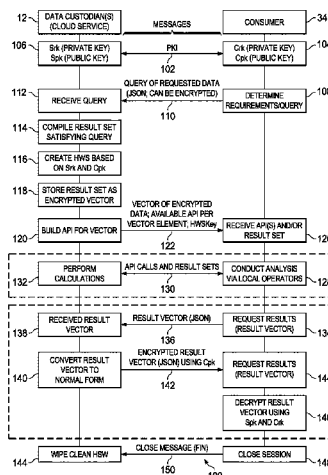 12
DATA CUSTODIAN(S)
(CLOUD SERVICE)
MESSAGES
CONSUMER
34
106
Srk (PRIVATE KEY)
Spk (PUBLIC KEY)
PKI
102
Crk (PRIVATE KEY)
Cpk (PUBLIC KEY)
104
112
RECEIVE QUERY
QUERY OF REQUESTED DATA
(JSON; CAN BE ENCRYPTED)
110
DETERMINE
REQUIREMENTS/QUERY
108
114
COMPILE RESULT SET
SATISFYING QUERY
116
CREATE HWS BASED
ON Srk AND Cpk
118
STORE RESULT SET AS
ENCRYPTED VECTOR
120
BUILD API FOR VECTOR
VECTOR OF ENCRYPTED
DATA; AVAILABLE API PER
VECTOR ELEMENT; HWSKey
122
RECEIVE API(S) AND/OR
RESULT SET
126
132
PERFORM
CALCULATIONS
API CALLS AND RESULT SETS
130
CONDUCT ANALYSIS
VIA LOCAL OPERATORS
124
138
RECEIVED RESULT
VECTOR
RESULT VECTOR (JSON)
136
REQUEST RESULTS
(RESULT VECTOR)
134
140
CONVERT RESULT
VECTOR TO
NORMAL FORM
ENCRYPTED RESULT
VECTOR (JSON) USING Cpk
142
REQUEST RESULTS
(RESULT VECTOR)
144
DECRYPT RESULT
VECTOR USING
Spk AND Crk
146
144
WIPE CLEAN HSW
CLOSE MESSAGE (FIN)
150
CLOSE SESSION
148
100